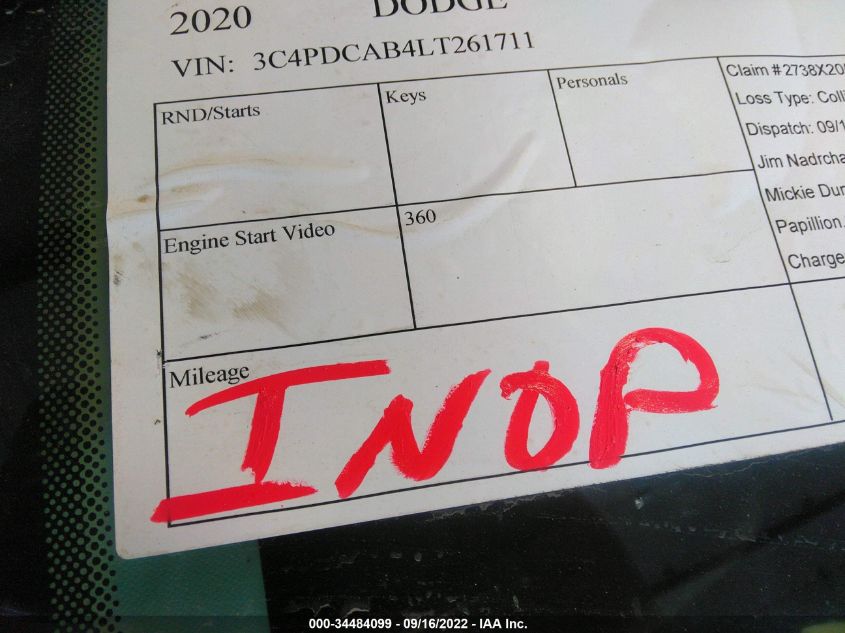 2020 DODGE
VIN: 3C4PDCAB4LT261711
RND/Starts
Keys
Personals
Claim #2738X20
Loss Type: Coll
Dispatch: 09/1
Jim Nadrcha
Mickie Dur
Papillion
Charge
Engine Start Video
360
Mileage
INOP
000-34484099 - 09/16/2022 - IAA Inc.